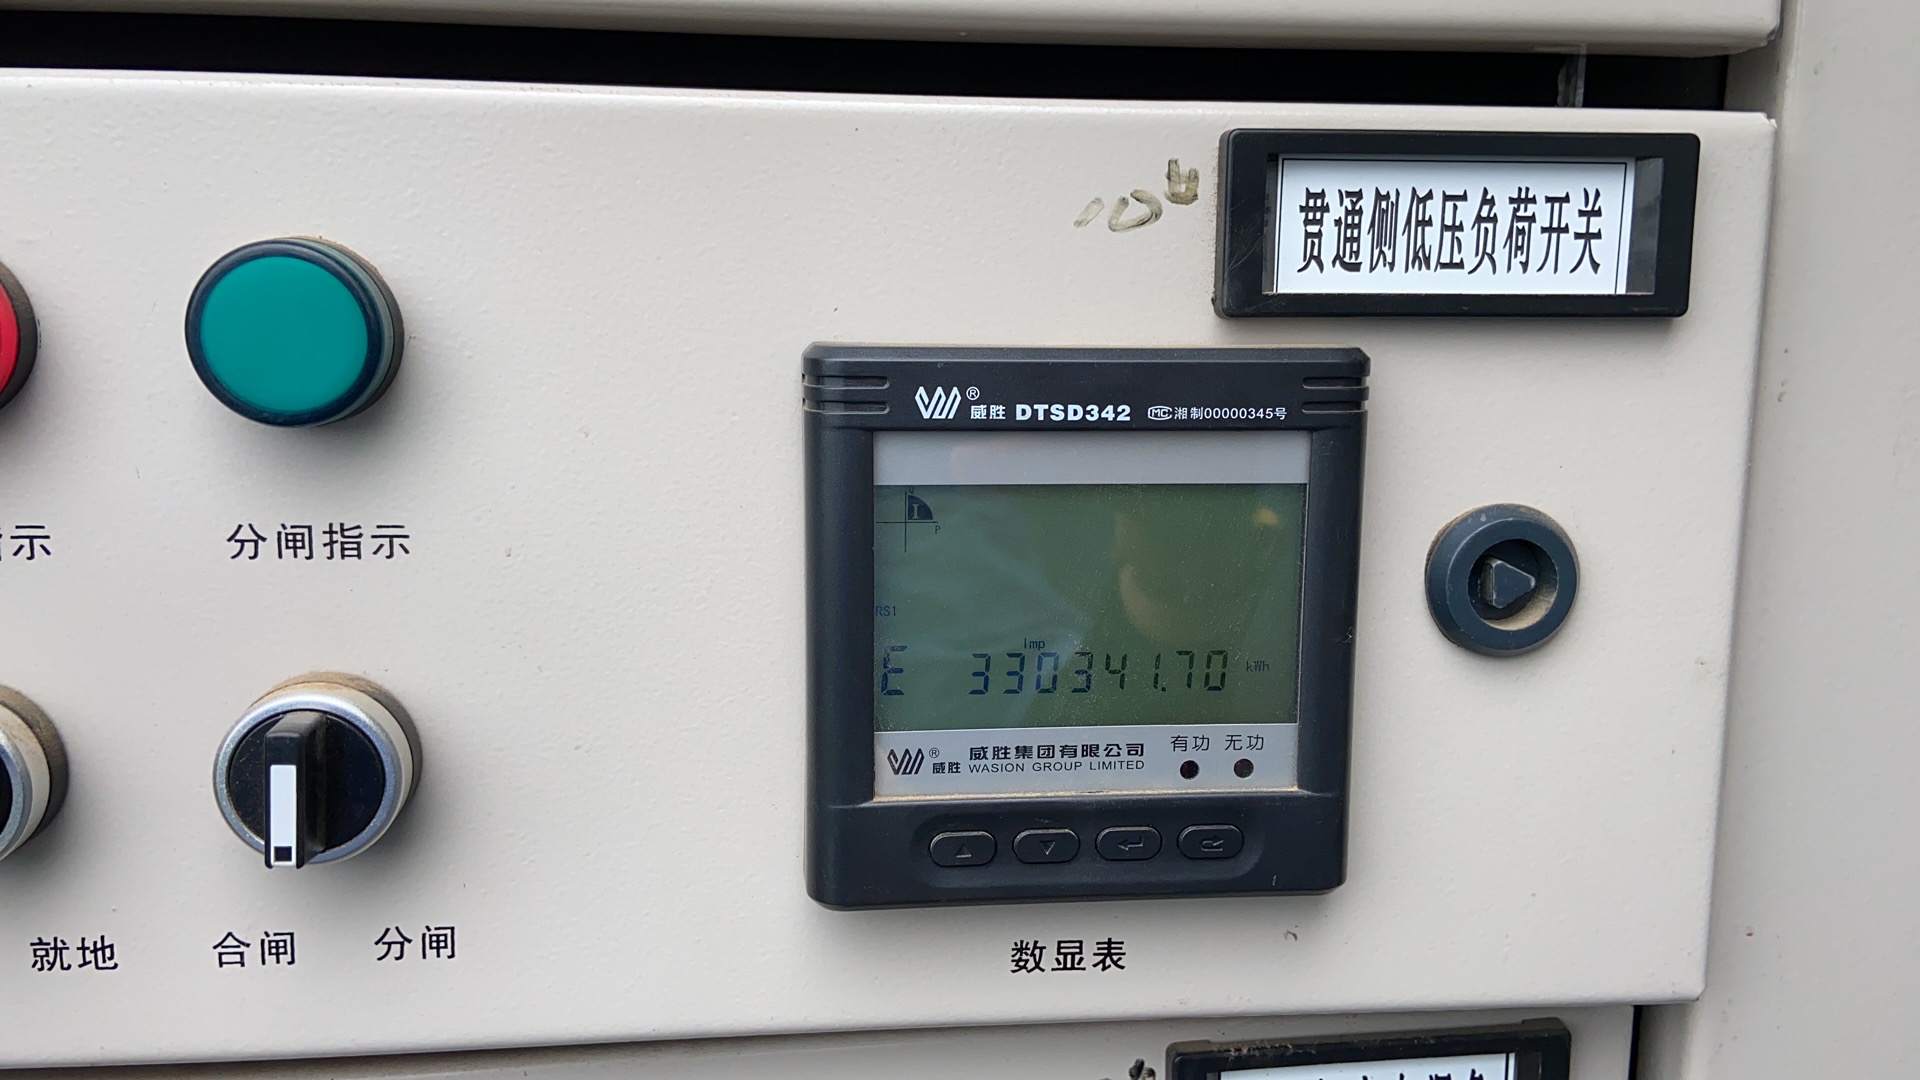 贯通侧低压负荷开关
威胜 DTSD342 MC 湘制00000345号
I
P
RS1
Imp
E 330341.70 kWh
威胜 威胜集团有限公司 有功 无功
WASION GROUP LIMITED
分闸指示
示
就地 合闸 分闸
数显表